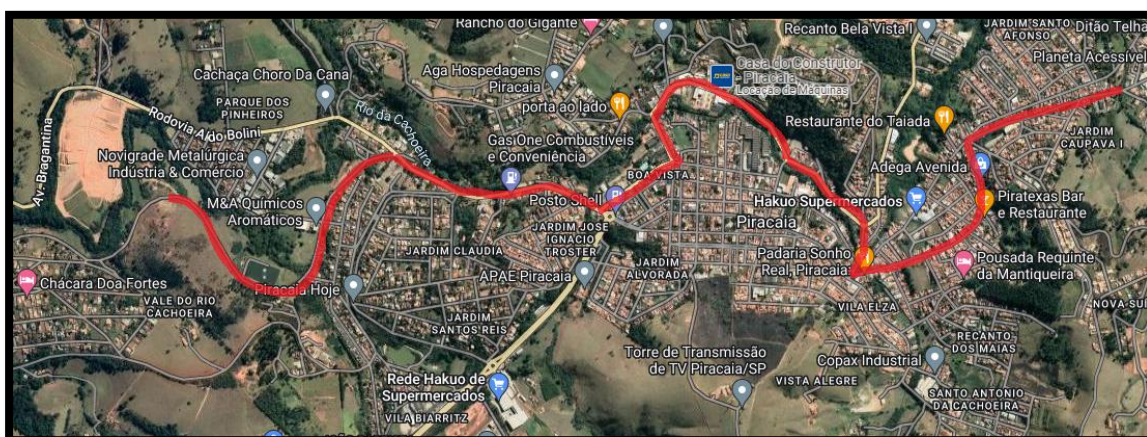 Rancho do Gigante
Recanto Bela Vista I
JARDIM SANTO
AFONSO
Ditão Telha
Planeta Acessível
Cachaça Choro Da Cana
Aga Hospedagens
Piracaia
Casa do Construtor
- Piracaia
Locação de Máquinas
PARQUE DOS
PINHEIROS
Rio da Cachoeira
porta ao lado
Rodovia Aldo Bolini
Restaurante do Taiada
Gas One Combustíveis
e Conveniência
JARDIM
CAUPAVA I
Novigrade Metalúrgica
Indústria & Comércio
Adega Avenida
BOA VISTA
Av. Bragantina
M&A Químicos
Aromáticos
Posto Shell
Hakuo Supermercados
Piratexas Bar
e Restaurante
Piracaia
JARDIM JOSE
IGNACIO
TROSTER
JARDIM CLAUDIA
Padaria Sonho
Real, Piracaia
Pousada Requinte
da Mantiqueira
JARDIM
ALVORADA
APAE Piracaia
Chácara Doa Fortes
Piracaia Hoje
VALE DO RIO
CACHOEIRA
VILA ELZA
NOVA SUI
JARDIM
SANTOS REIS
RECANTO
DOS MAIAS
Torre de Transmissão
de TV Piracaia/SP
Copax Industrial
VISTA ALEGRE
Rede Hakuo de
Supermercados
SANTO ANTONIO
DA CACHOEIRA
VILA BIARRITZ